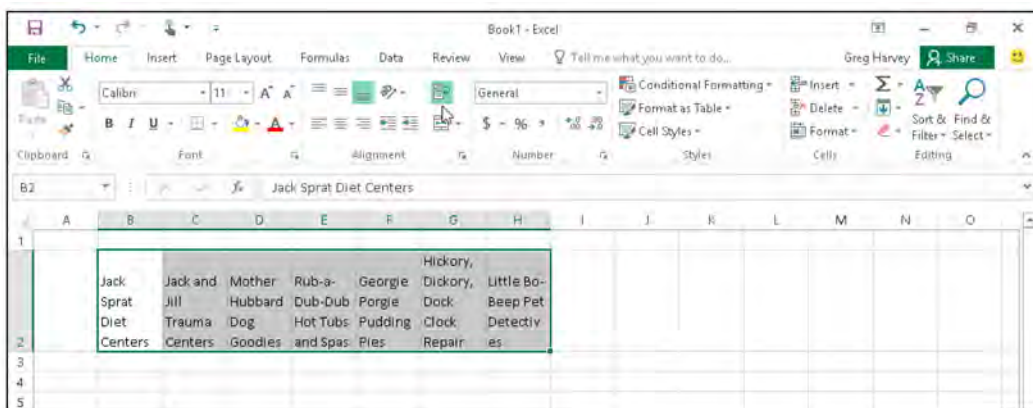 Book1 - Excel
File Home Insert Page Layout Formulas Data Review View Tell me what you want to do... Greg Harvey Share
Calibri 11 A A General Conditional Formatting Insert
Paste Format as Table Delete
B I U A $ % Cell Styles Format Sort & Filter Find & Select
Clipboard Font Alignment Number Styles Cells Editing
B2 fx Jack Sprat Diet Centers
A B C D E F G H I J K L M N O
1
Jack Sprat Diet Centers
Jack and Jill Trauma Centers
Mother Hubbard Dog Goodies
Rub-a-Dub-Dub Hot Tubs and Spas
Georgie Porgie Pudding Pies
Hickory, Dickory, Dock Clock Repair
Little Bo-Beep Pet Detectives
2
3
4
5